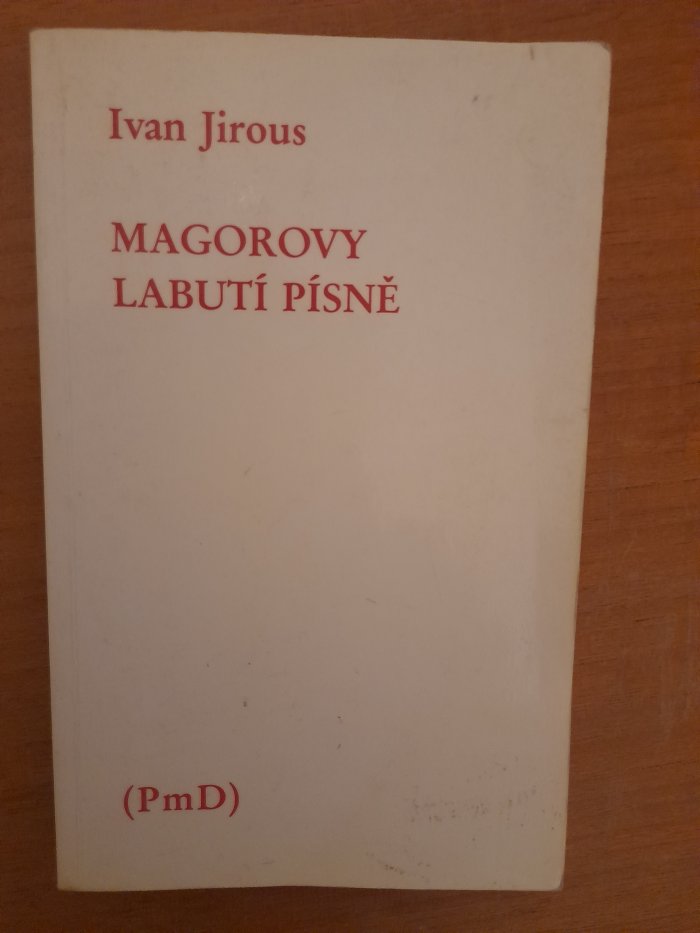 Ivan Jirous
MAGOROVY
LABUTÍ PÍSNĚ
(PmD)